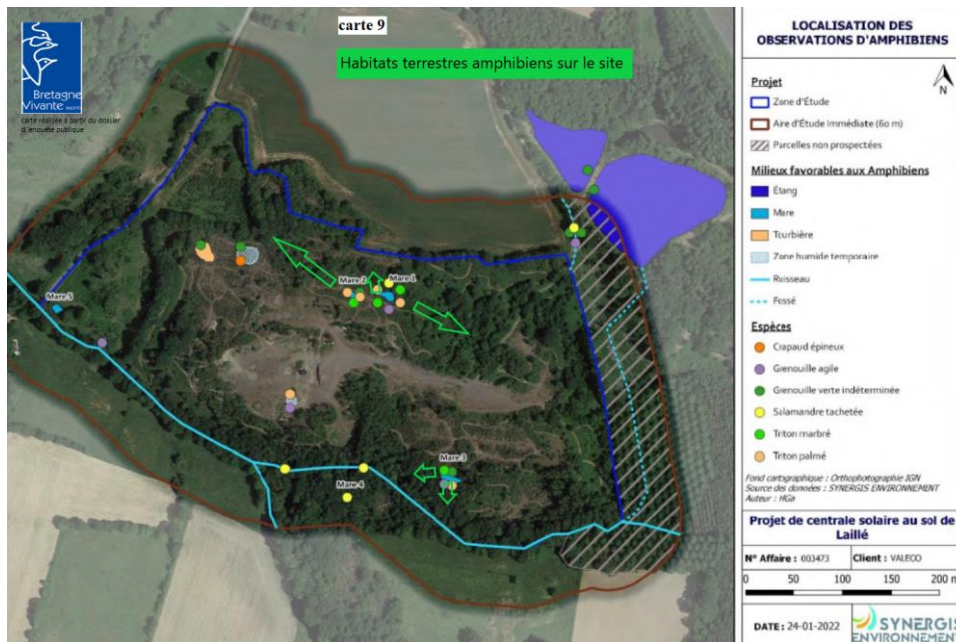 carte 9
Habitats terrestres amphibiens sur le site
Bretagne
Vivante
carte réalisée à partir du dossier
d'enquête publique
Mare 5
Mare 2
Mare 1
Mare 3
Mare 4
LOCALISATION DES
OBSERVATIONS D'AMPHIBIENS
Projet
Zone d'Étude
Aire d'Étude Immédiate (60 m)
Parcelles non prospectées
N
Milieux favorables aux Amphibiens
Étang
Mare
Tourbière
Zone humide temporaire
Ruisseau
Fossé
Espèces
Crapaud épineux
Grenouille agile
Grenouille verte indéterminée
Salamandre tachetée
Triton marbré
Triton palmé
Fond cartographique : Orthophotographie IGN
Source des données : SYNERGIS ENVIRONNEMENT
Auteur : HGa
Projet de centrale solaire au sol de
Laillé
N° Affaire : 003473
Client : VALECO
0 50 100 150 200 m
DATE : 24-01-2022
SYNERGIS
ENVIRONNEMENT